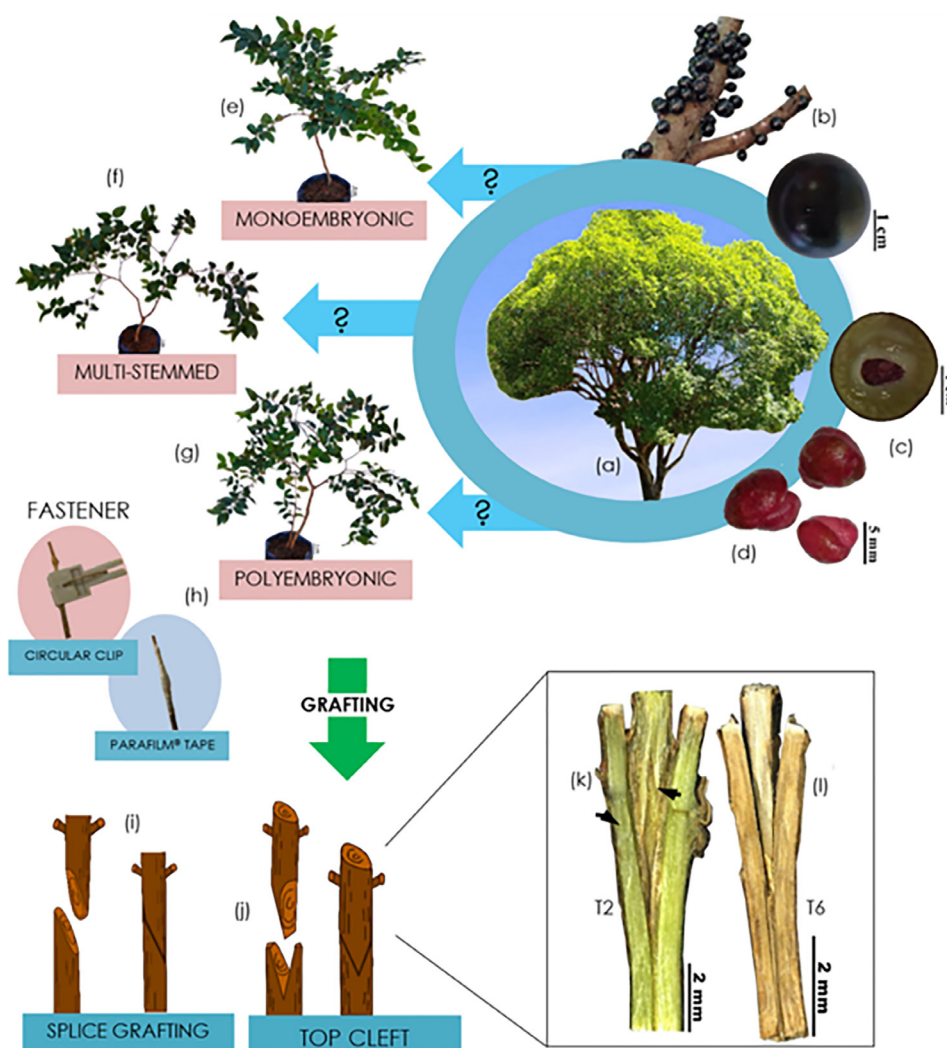 (e)
(b)
(f)
?
MONOEMBRYONIC
1 cm
?
MULTI-STEMMED
(a)
(c)
(g)
?
(d)
5 mm
FASTENER
POLYEMBRYONIC
(h)
CIRCULAR CLIP
GRAFTING
PARAFILM® TAPE
(k)
(l)
(i)
(j)
T2
T6
2 mm
2 mm
SPLICE GRAFTING
TOP CLEFT